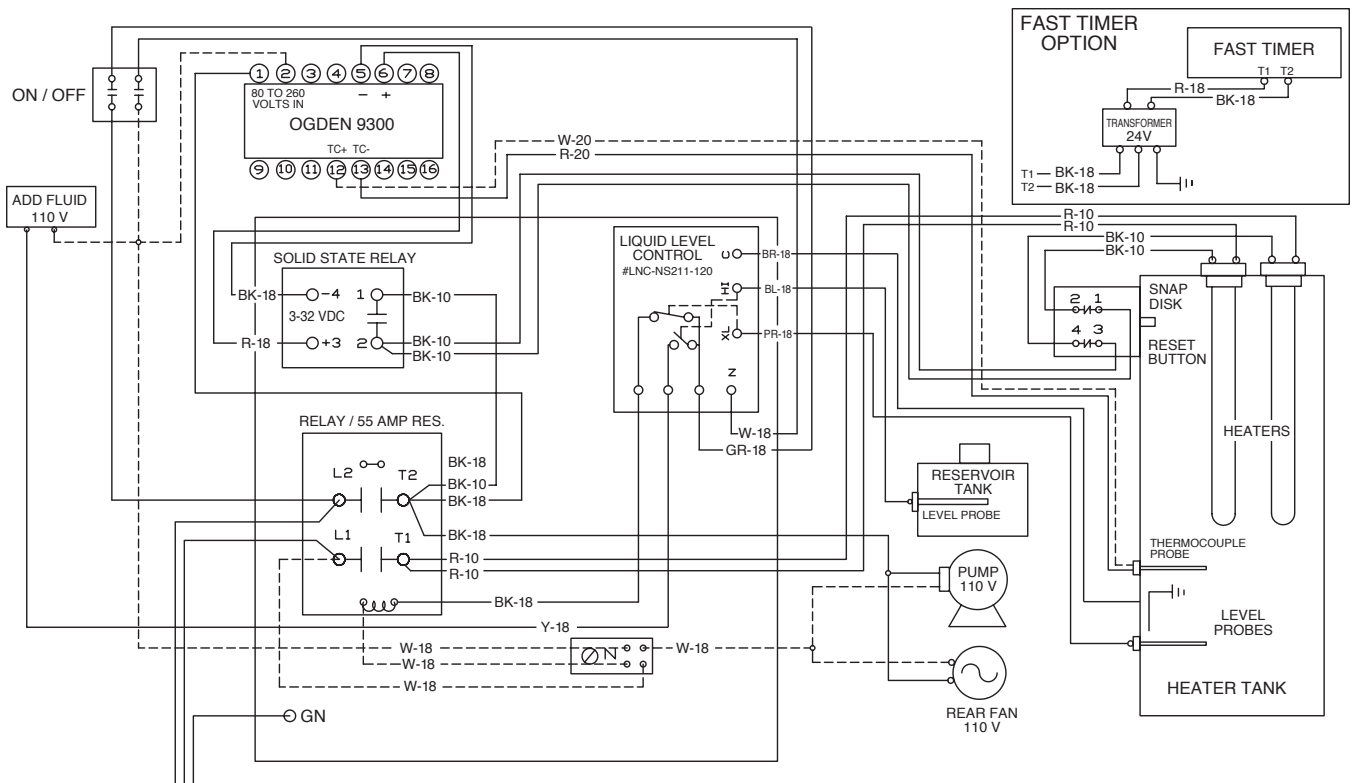 FAST TIMER
OPTION
FAST TIMER
T1 T2
R-18
BK-18
TRANSFORMER
24V
T1 BK-18
T2 BK-18
ON / OFF
1 2 3 4 5 6 7 8
80 TO 260
VOLTS IN
− +
OGDEN 9300
TC+ TC-
9 10 11 12 13 14 15 16
W-20
R-20
ADD FLUID
110 V
R-10
R-10
BK-10
BK-10
SOLID STATE RELAY
BK-18
-4
1
BK-10
3-32 VDC
R-18
+3
2
BK-10
BK-10
LIQUID LEVEL
CONTROL
#LNC-NS211-120
C
BR-18
HI
BL-18
XL
PR-18
N
W-18
GR-18
SNAP
DISK
2 1
4 3
RESET
BUTTON
HEATERS
RELAY / 55 AMP RES.
L2
T2
BK-18
BK-10
BK-18
L1
T1
BK-18
R-10
R-10
BK-18
Y-18
RESERVOIR
TANK
LEVEL PROBE
THERMOCOUPLE
PROBE
PUMP
110 V
LEVEL
PROBES
HEATER TANK
W-18
W-18
W-18
N
W-18
REAR FAN
110 V
GN